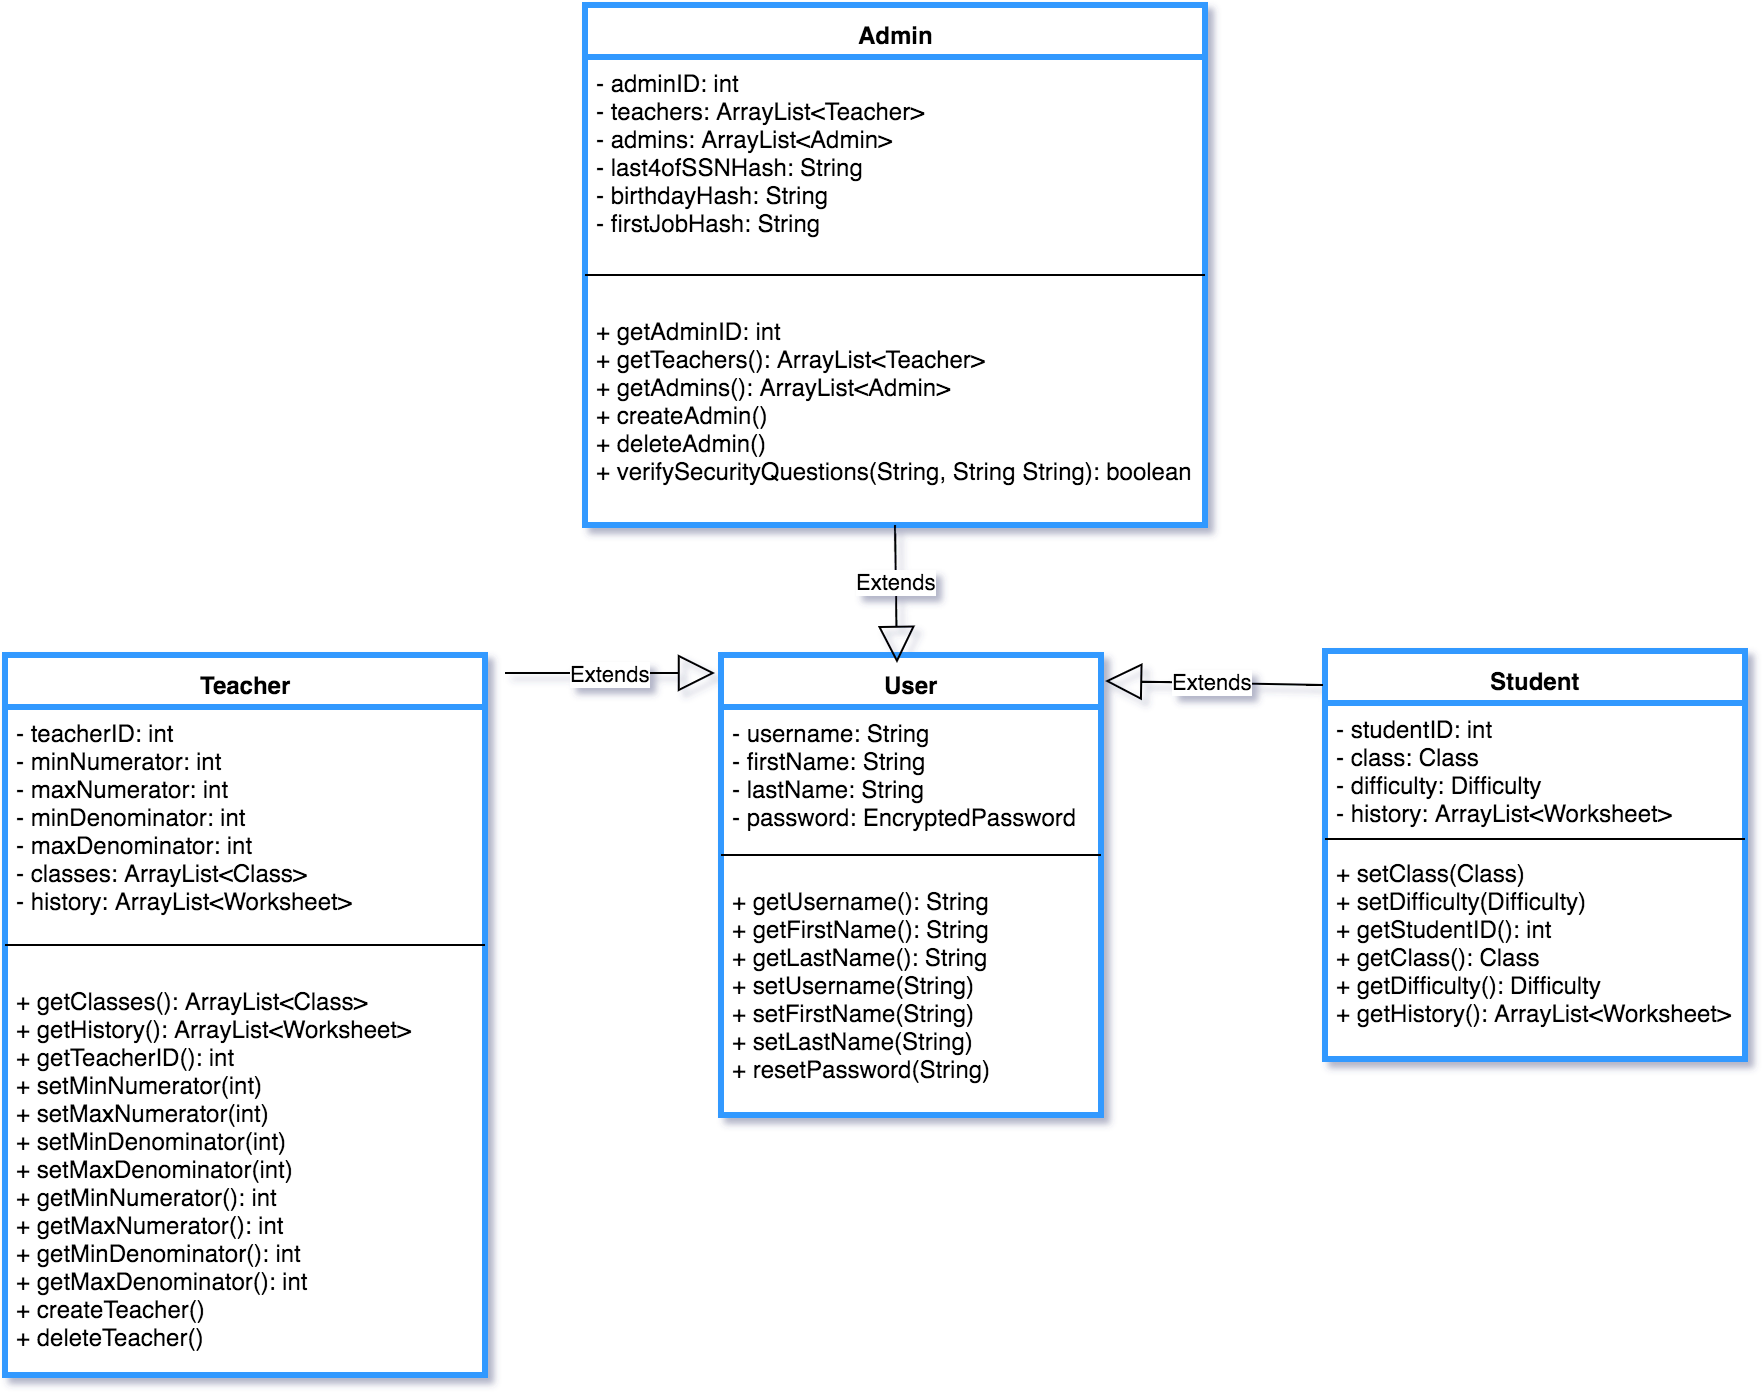 Admin
- adminID: int
- teachers: ArrayList<Teacher>
- admins: ArrayList<Admin>
- last4ofSSNHash: String
- birthdayHash: String
- firstJobHash: String
+ getAdminID: int
+ getTeachers(): ArrayList<Teacher>
+ getAdmins(): ArrayList<Admin>
+ createAdmin()
+ deleteAdmin()
+ verifySecurityQuestions(String, String String): boolean
Extends
Teacher
- teacherID: int
- minNumerator: int
- maxNumerator: int
- minDenominator: int
- maxDenominator: int
- classes: ArrayList<Class>
- history: ArrayList<Worksheet>
+ getClasses(): ArrayList<Class>
+ getHistory(): ArrayList<Worksheet>
+ getTeacherID(): int
+ setMinNumerator(int)
+ setMaxNumerator(int)
+ setMinDenominator(int)
+ setMaxDenominator(int)
+ getMinNumerator(): int
+ getMaxNumerator(): int
+ getMinDenominator(): int
+ getMaxDenominator(): int
+ createTeacher()
+ deleteTeacher()
Extends
User
- username: String
- firstName: String
- lastName: String
- password: EncryptedPassword
+ getUsername(): String
+ getFirstName(): String
+ getLastName(): String
+ setUsername(String)
+ setFirstName(String)
+ setLastName(String)
+ resetPassword(String)
Extends
Student
- studentID: int
- class: Class
- difficulty: Difficulty
- history: ArrayList<Worksheet>
+ setClass(Class)
+ setDifficulty(Difficulty)
+ getStudentID(): int
+ getClass(): Class
+ getDifficulty(): Difficulty
+ getHistory(): ArrayList<Worksheet>